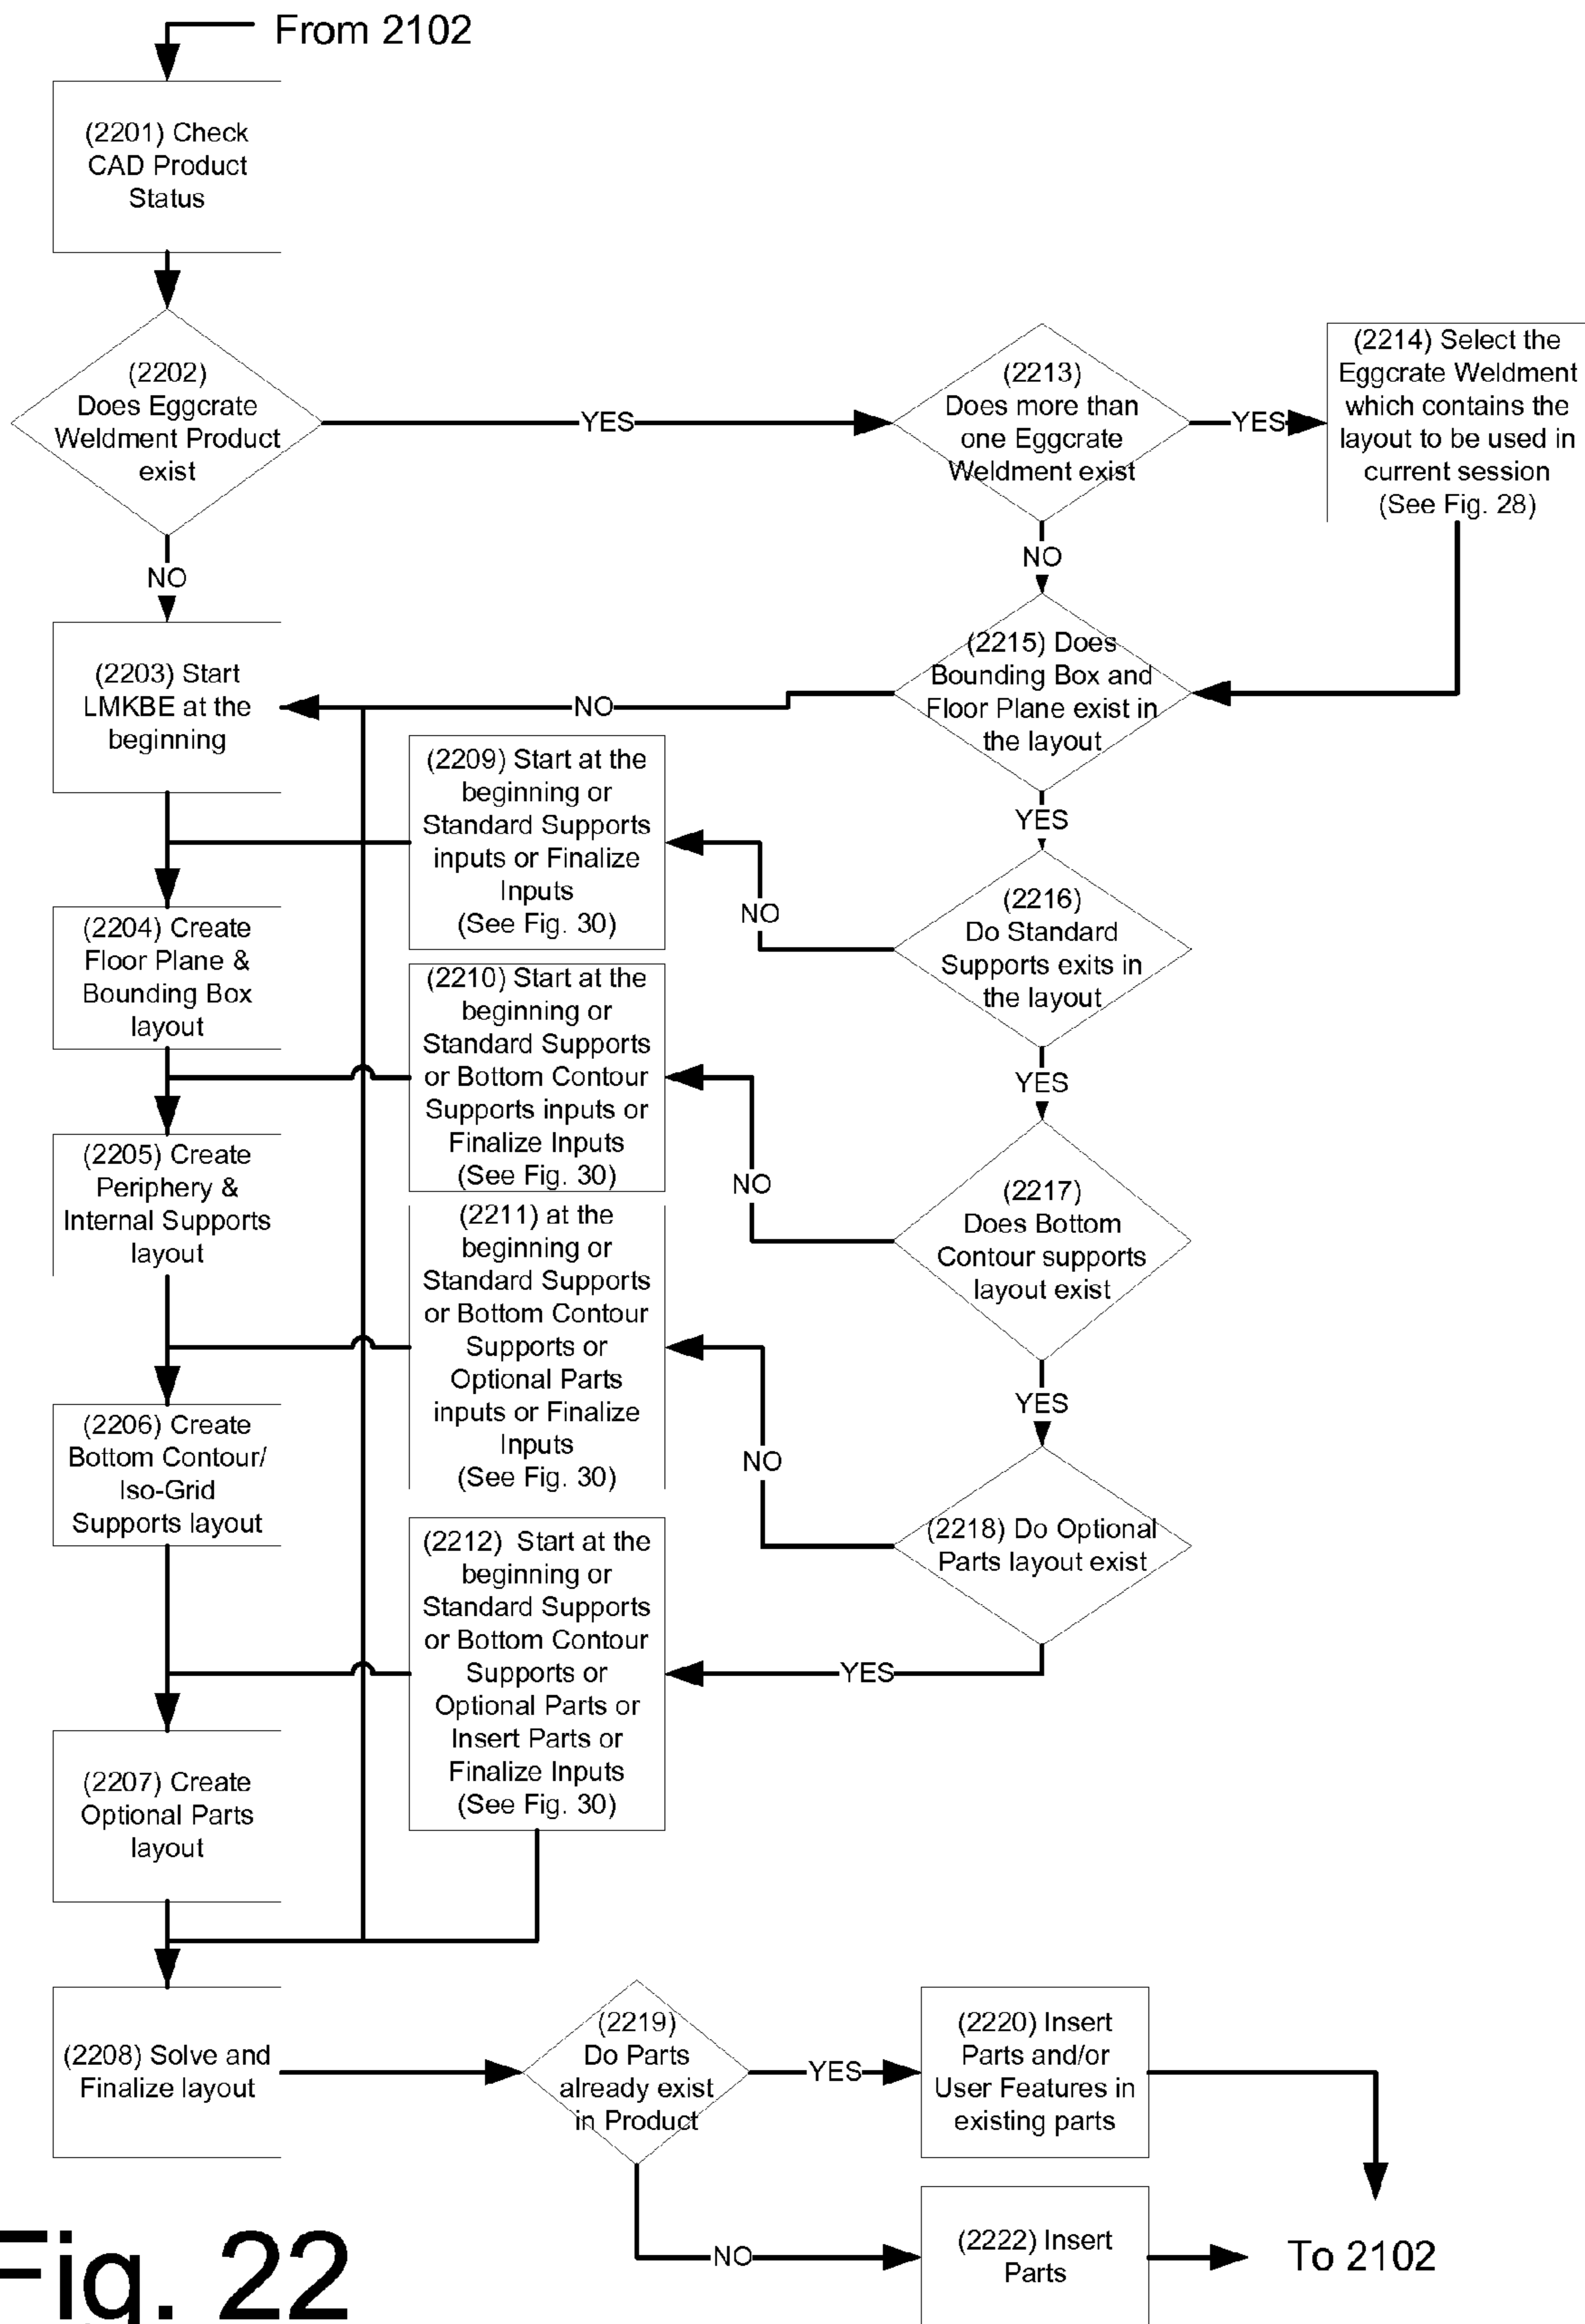 From 2102
(2201) Check
CAD Product
Status
(2202)
Does Eggcrate
Weldment Product
exist
YES
(2213)
Does more than
one Eggcrate
Weldment exist
YES
(2214) Select the
Eggcrate Weldment
which contains the
layout to be used in
current session
(See Fig. 28)
NO
NO
(2203) Start
LMKBE at the
beginning
NO
(2215) Does
Bounding Box and
Floor Plane exist in
the layout
(2209) Start at the
beginning or
Standard Supports
inputs or Finalize
Inputs
(See Fig. 30)
YES
NO
(2216)
Do Standard
Supports exits in
the layout
(2204) Create
Floor Plane &
Bounding Box
layout
(2210) Start at the
beginning or
Standard Supports
or Bottom Contour
Supports inputs or
Finalize Inputs
(See Fig. 30)
YES
NO
(2217)
Does Bottom
Contour supports
layout exist
(2205) Create
Periphery &
Internal Supports
layout
(2211) at the
beginning or
Standard Supports
or Bottom Contour
Supports or
Optional Parts
inputs or Finalize
Inputs
(See Fig. 30)
YES
NO
(2206) Create
Bottom Contour/
Iso-Grid
Supports layout
(2218) Do Optional
Parts layout exist
(2212) Start at the
beginning or
Standard Supports
or Bottom Contour
Supports or
Optional Parts or
Insert Parts or
Finalize Inputs
(See Fig. 30)
YES
(2207) Create
Optional Parts
layout
(2208) Solve and
Finalize layout
(2219)
Do Parts
already exist
in Product
YES
(2220) Insert
Parts and/or
User Features in
existing parts
NO
(2222) Insert
Parts
To 2102
Fig. 22